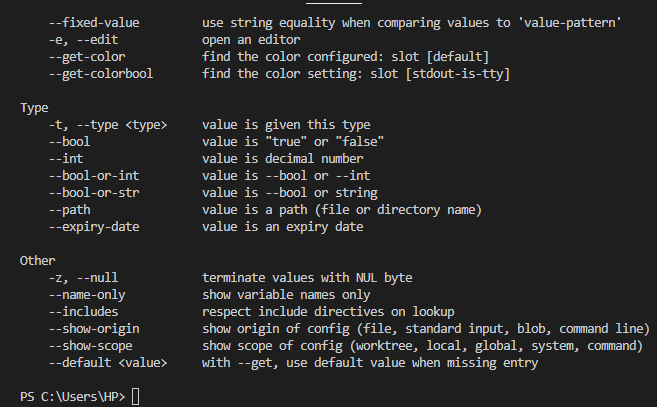 --fixed-value use string equality when comparing values to 'value-pattern'
-e, --edit open an editor
--get-color find the color configured: slot [default]
--get-colorbool find the color setting: slot [stdout-is-tty]
Type
-t, --type <type> value is given this type
--bool value is "true" or "false"
--int value is decimal number
--bool-or-int value is --bool or --int
--bool-or-str value is --bool or string
--path value is a path (file or directory name)
--expiry-date value is an expiry date
Other
-z, --null terminate values with NUL byte
--name-only show variable names only
--includes respect include directives on lookup
--show-origin show origin of config (file, standard input, blob, command line)
--show-scope show scope of config (worktree, local, global, system, command)
--default <value> with --get, use default value when missing entry
PS C:\Users\HP>